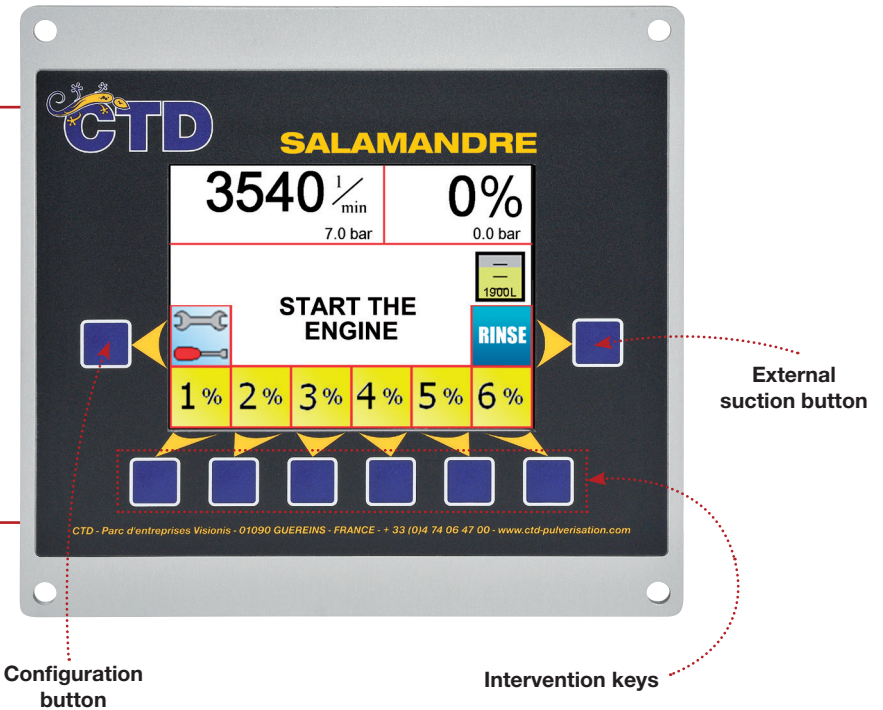 CTD
SALAMANDRE
3540 l/min
7.0 bar
0%
0.0 bar
1900L
START THE
ENGINE
RINSE
1 % 2 % 3 % 4 % 5 % 6 %
External
suction button
CTD - Parc d'entreprises Visionis - 01090 GUEREINS - FRANCE - + 33 (0)4 74 06 47 00 - www.ctd-pulverisation.com
Configuration
button
Intervention keys